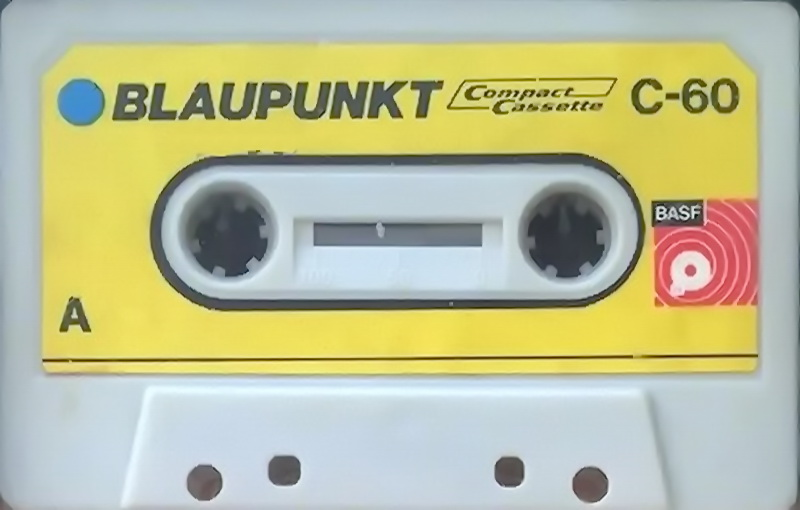 BLAUPUNKT Compact Cassette C-60
BASF
A